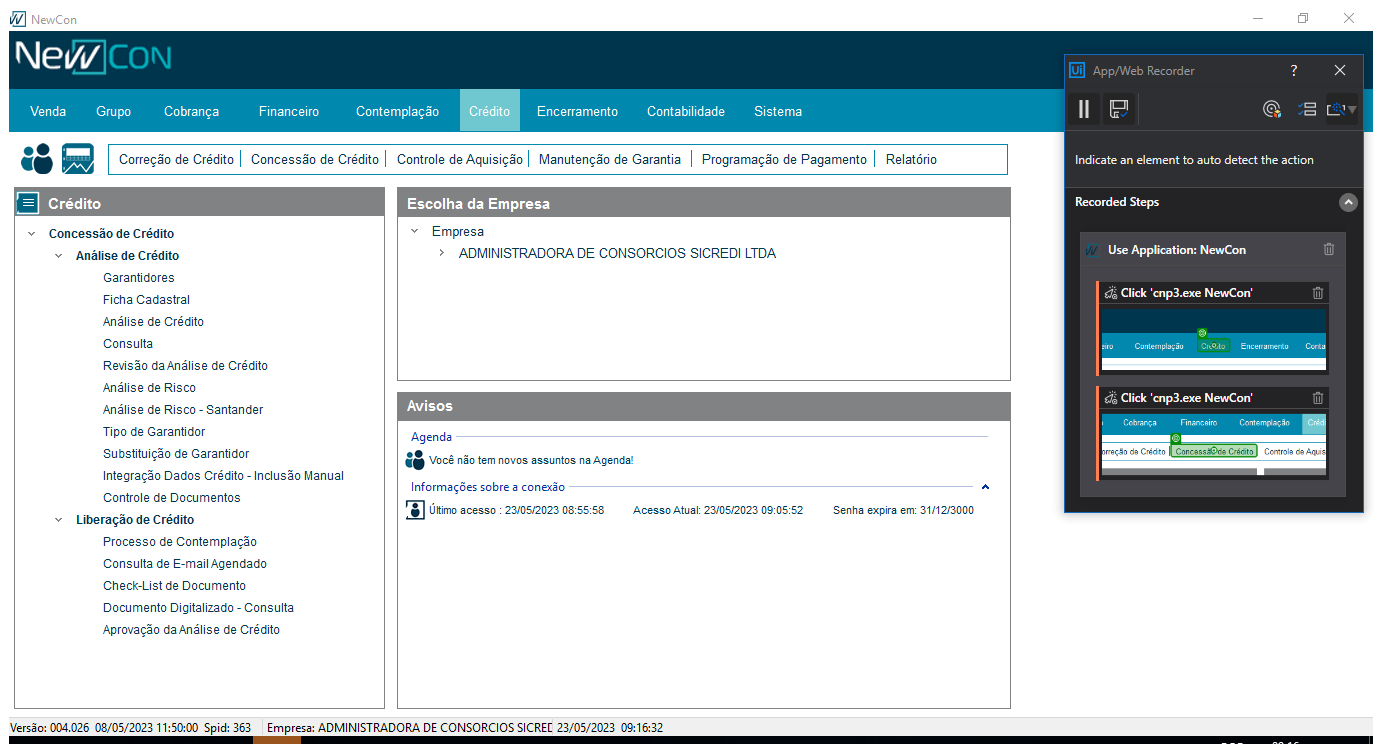 NewCon
NewCon
Venda Grupo Cobrança Financeiro Contemplação Crédito Encerramento Contabilidade Sistema
Correção de Crédito Concessão de Crédito Controle de Aquisição Manutenção de Garantia Programação de Pagamento Relatório
Crédito
Concessão de Crédito
Análise de Crédito
Garantidores
Ficha Cadastral
Análise de Crédito
Consulta
Revisão da Análise de Crédito
Análise de Risco
Análise de Risco - Santander
Tipo de Garantidor
Substituição de Garantidor
Integração Dados Crédito - Inclusão Manual
Controle de Documentos
Liberação de Crédito
Processo de Contemplação
Consulta de E-mail Agendado
Check-List de Documento
Documento Digitalizado - Consulta
Aprovação da Análise de Crédito
Escolha da Empresa
Empresa
ADMINISTRADORA DE CONSORCIOS SICREDI LTDA
Avisos
Agenda
Você não tem novos assuntos na Agenda!
Informações sobre a conexão
Último acesso : 23/05/2023 08:55:58 Acesso Atual: 23/05/2023 09:05:52 Senha expira em: 31/12/3000
Ui App/Web Recorder ?
Indicate an element to auto detect the action
Recorded Steps
Use Application: NewCon
Click 'cnp3.exe NewCon'
eiro Contemplação Crédito Encerramento Conta
Click 'cnp3.exe NewCon'
Cobrança Financeiro Contemplação Créd
orreção de Crédito Concessão de Crédito Controle de Aquis
Versão: 004.026 08/05/2023 11:50:00 Spid: 363 Empresa: ADMINISTRADORA DE CONSORCIOS SICREE 23/05/2023 09:16:32